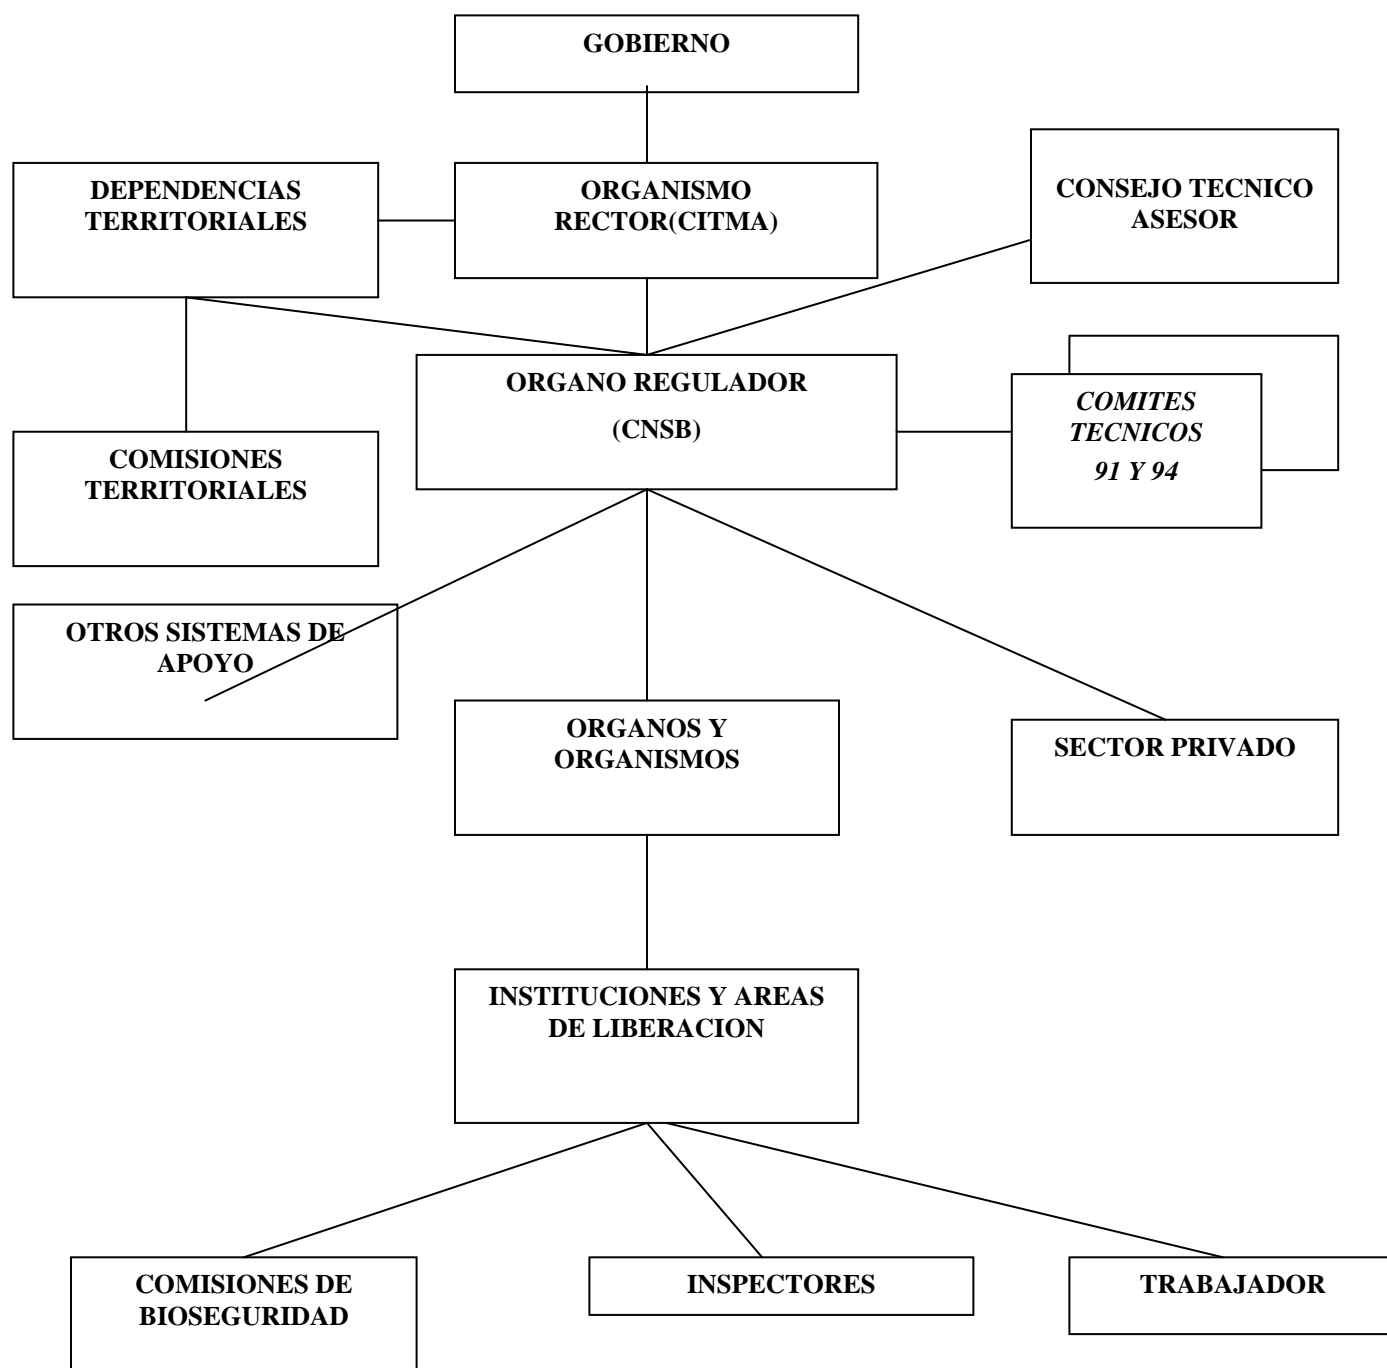 GOBIERNO
DEPENDENCIAS
TERRITORIALES
ORGANISMO
RECTOR(CITMA)
CONSEJO TECNICO
ASESOR
ORGANO REGULADOR
(CNSB)
COMITES
TECNICOS
91 Y 94
COMISIONES
TERRITORIALES
OTROS SISTEMAS DE
APOYO
ORGANOS Y
ORGANISMOS
SECTOR PRIVADO
INSTITUCIONES Y AREAS
DE LIBERACION
COMISIONES DE
BIOSEGURIDAD
INSPECTORES
TRABAJADOR